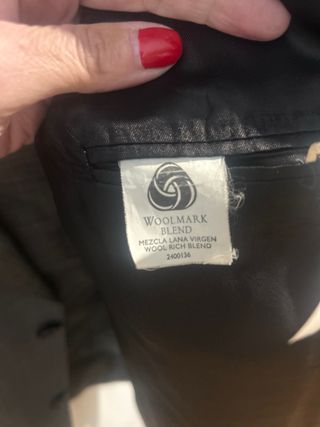 WOOLMARK
BLEND
MEZCLA LANA VIRGEN
WOOL RICH BLEND
2400136